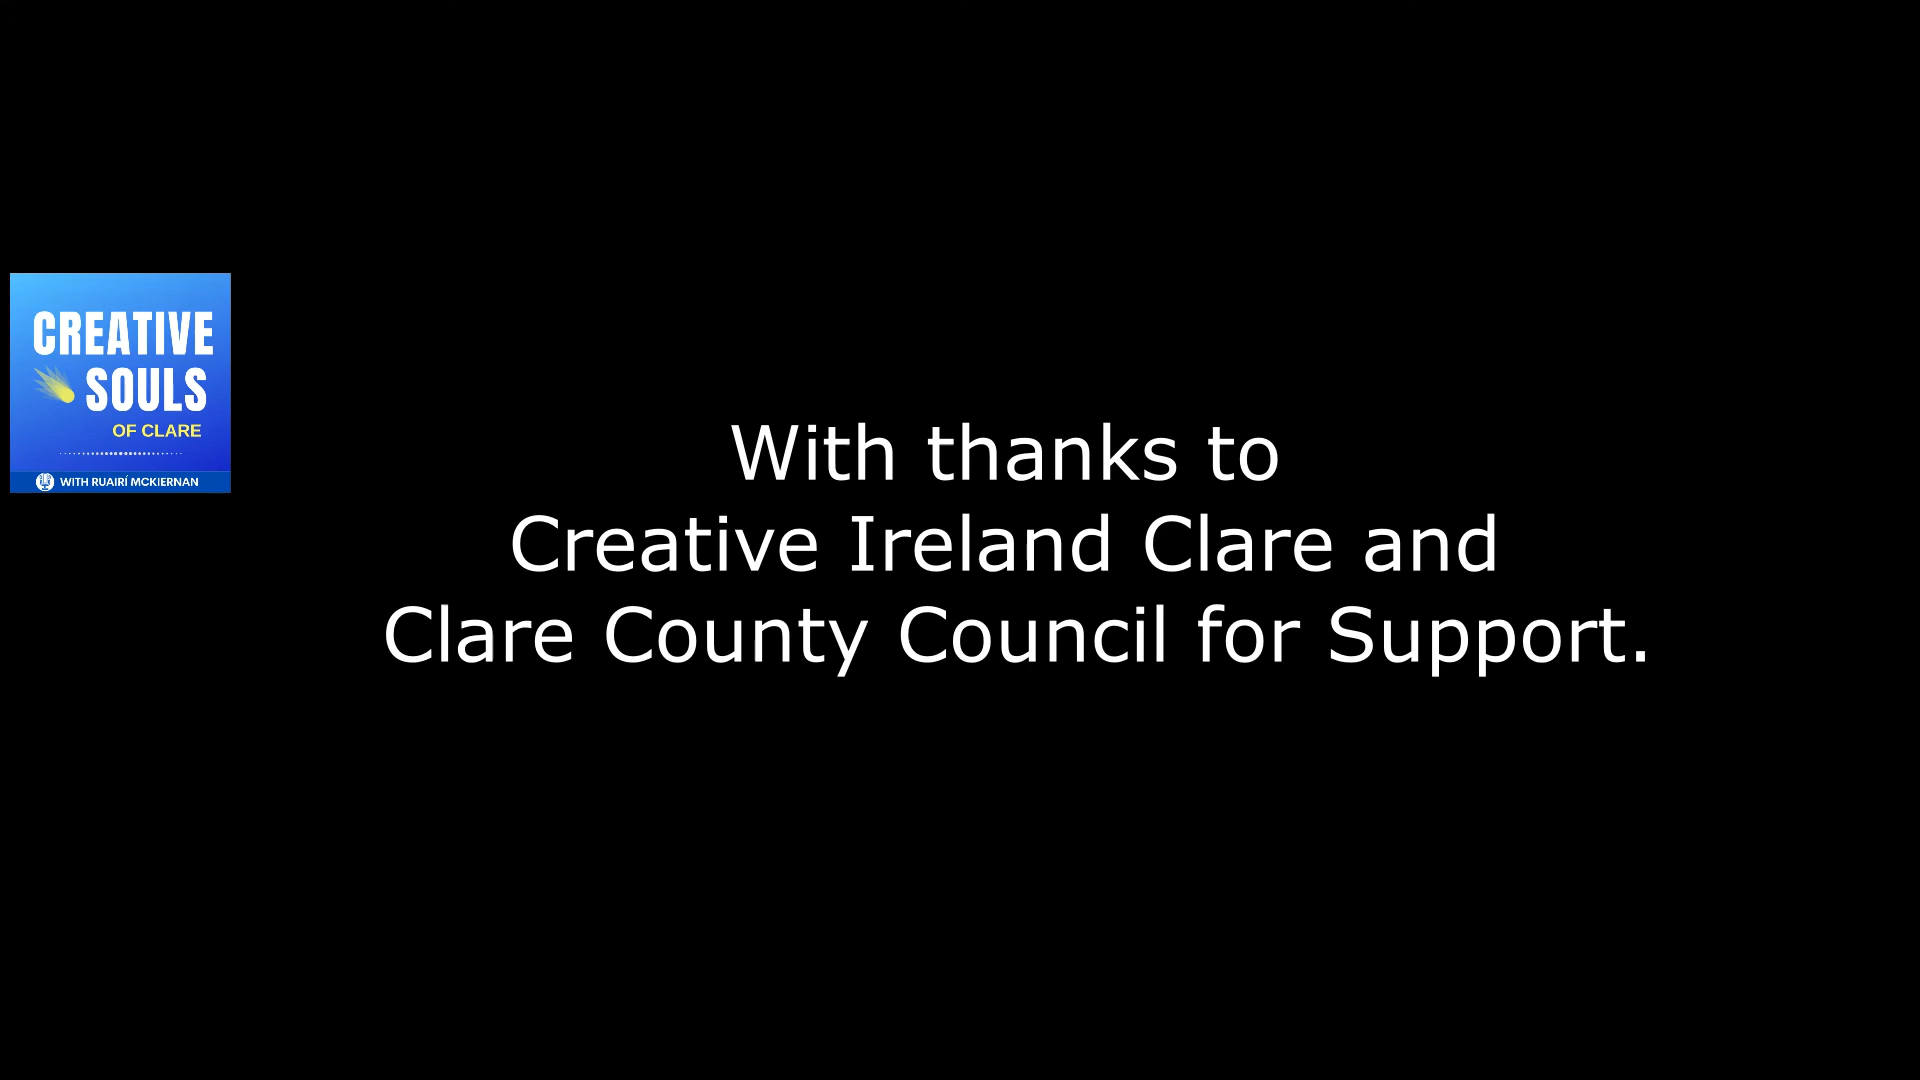 CREATIVE
SOULS
OF CLARE
WITH RUAIRÍ MCKIERNAN
With thanks to
Creative Ireland Clare and
Clare County Council for Support.